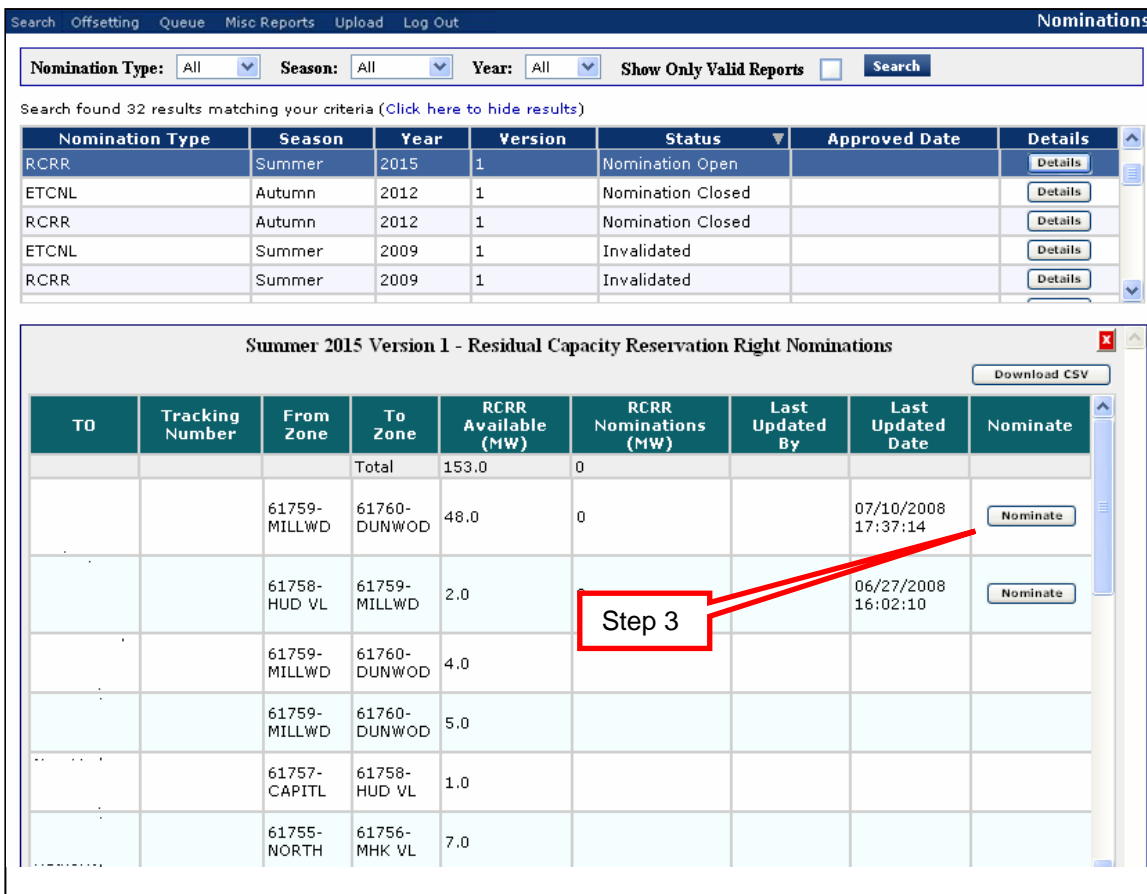 Search Offsetting Queue Misc Reports Upload Log Out Nominations
Nomination Type: All Season: All Year: All Show Only Valid Reports Search
Search found 32 results matching your criteria (Click here to hide results)
Nomination Type Season Year Version Status Approved Date Details
RCRR Summer 2015 1 Nomination Open Details
ETCNL Autumn 2012 1 Nomination Closed Details
RCRR Autumn 2012 1 Nomination Closed Details
ETCNL Summer 2009 1 Invalidated Details
RCRR Summer 2009 1 Invalidated Details
Summer 2015 Version 1 - Residual Capacity Reservation Right Nominations
x
Download CSV
TO Tracking Number From Zone To Zone RCRR Available (MW) RCRR Nominations (MW) Last Updated By Last Updated Date Nominate
Total 153.0 0
61759-MILLWD 61760-DUNWOD 48.0 0 07/10/2008 17:37:14 Nominate
61758-HUD VL 61759-MILLWD 2.0 06/27/2008 16:02:10 Nominate
Step 3
61759-MILLWD 61760-DUNWOD 4.0
61759-MILLWD 61760-DUNWOD 5.0
61757-CAPITL 61758-HUD VL 1.0
61755-NORTH 61756-MHK VL 7.0